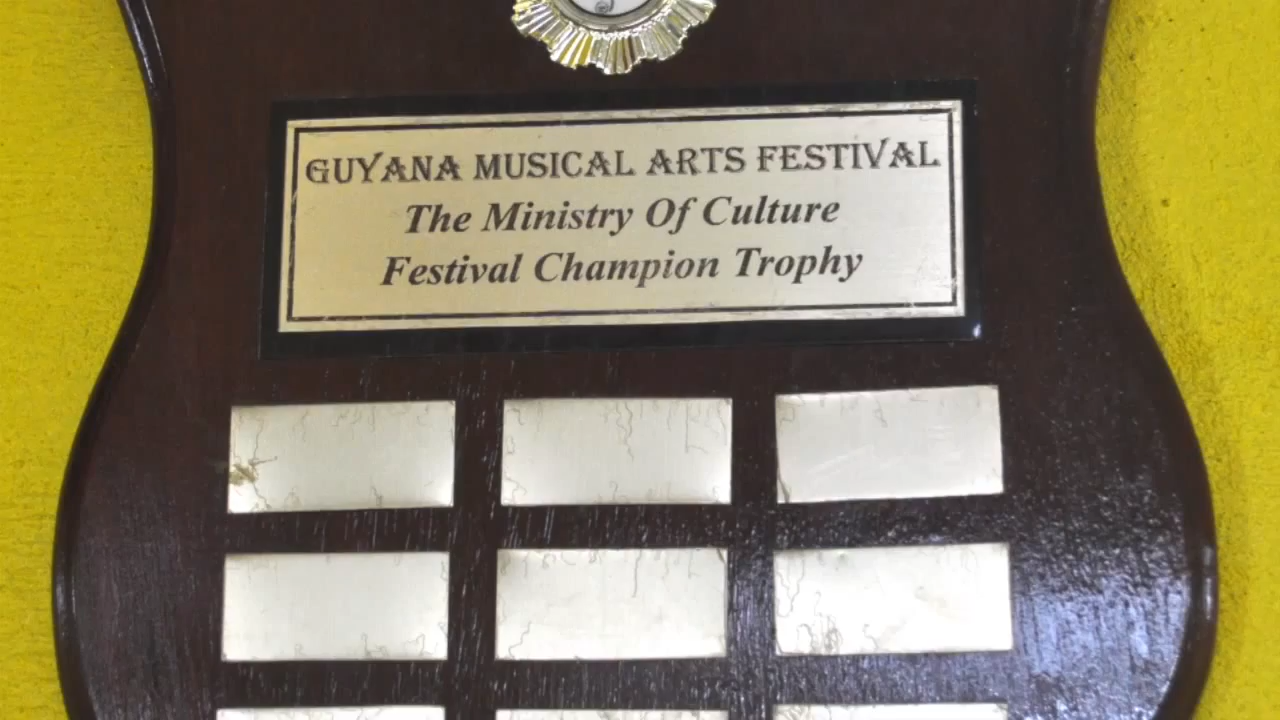 GUYANA MUSICAL ARTS FESTIVAL
The Ministry Of Culture
Festival Champion Trophy